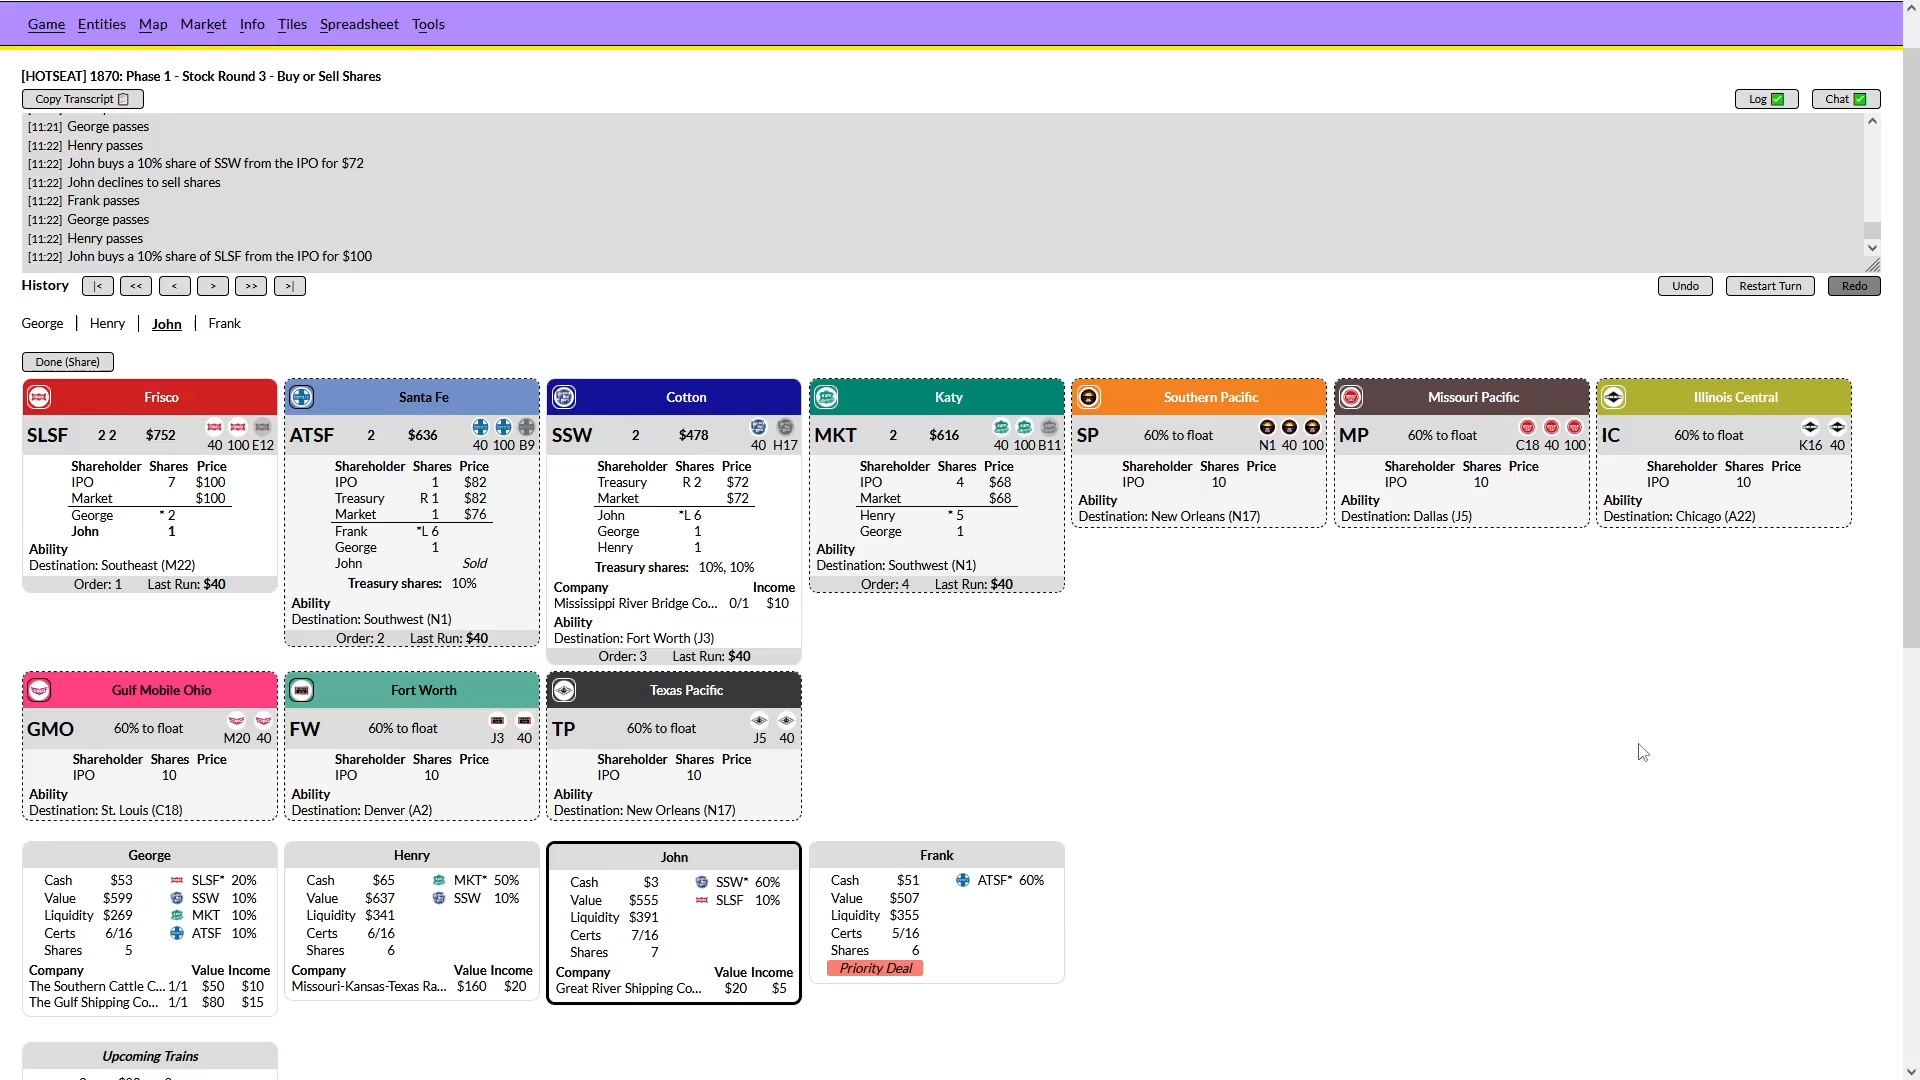 Game Entities Map Market Info Tiles Spreadsheet Tools
[HOTSEAT] 1870: Phase 1 - Stock Round 3 - Buy or Sell Shares
Copy Transcript
Log
Chat
[11:21] George passes
[11:22] Henry passes
[11:22] John buys a 10% share of SSW from the IPO for $72
[11:22] John declines to sell shares
[11:22] Frank passes
[11:22] George passes
[11:22] Henry passes
[11:22] John buys a 10% share of SLSF from the IPO for $100
History |< << < > >> >|
Undo Restart Turn Redo
George | Henry | John | Frank
Done (Share)
Frisco
SLSF 2 2 $752
40 100 E12
Shareholder Shares Price
IPO 7 $100
Market $100
George * 2
John 1
Ability
Destination: Southeast (M22)
Order: 1 Last Run: $40
Santa Fe
ATSF 2 $636
40 100 B9
Shareholder Shares Price
IPO 1 $82
Treasury R 1 $82
Market 1 $76
Frank *L 6
George 1
John Sold
Treasury shares: 10%
Ability
Destination: Southwest (N1)
Order: 2 Last Run: $40
Cotton
SSW 2 $478
40 H17
Shareholder Shares Price
Treasury R 2 $72
Market $72
John *L 6
George 1
Henry 1
Treasury shares: 10%, 10%
Company Income
Mississippi River Bridge Co... 0/1 $10
Ability
Destination: Fort Worth (J3)
Order: 3 Last Run: $40
Katy
MKT 2 $616
40 100 B11
Shareholder Shares Price
IPO 4 $68
Market $68
Henry * 5
George 1
Ability
Destination: Southwest (N1)
Order: 4 Last Run: $40
Southern Pacific
SP 60% to float
N1 40 100
Shareholder Shares Price
IPO 10
Ability
Destination: New Orleans (N17)
Missouri Pacific
MP 60% to float
C18 40 100
Shareholder Shares Price
IPO 10
Ability
Destination: Dallas (J5)
Illinois Central
IC 60% to float
K16 40
Shareholder Shares Price
IPO 10
Ability
Destination: Chicago (A22)
Gulf Mobile Ohio
GMO 60% to float
M20 40
Shareholder Shares Price
IPO 10
Ability
Destination: St. Louis (C18)
Fort Worth
FW 60% to float
J3 40
Shareholder Shares Price
IPO 10
Ability
Destination: Denver (A2)
Texas Pacific
TP 60% to float
J5 40
Shareholder Shares Price
IPO 10
Ability
Destination: New Orleans (N17)
George
Cash $53 SLSF* 20%
Value $599 SSW 10%
Liquidity $269 MKT 10%
Certs 6/16 ATSF 10%
Shares 5
Company Value Income
The Southern Cattle C... 1/1 $50 $10
The Gulf Shipping Co... 1/1 $80 $15
Henry
Cash $65 MKT* 50%
Value $637 SSW 10%
Liquidity $341
Certs 6/16
Shares 6
Company Value Income
Missouri-Kansas-Texas Ra... $160 $20
John
Cash $3 SSW* 60%
Value $555 SLSF 10%
Liquidity $391
Certs 7/16
Shares 7
Company Value Income
Great River Shipping Co... $20 $5
Frank
Cash $51 ATSF* 60%
Value $507
Liquidity $355
Certs 5/16
Shares 6
Priority Deal
Upcoming Trains